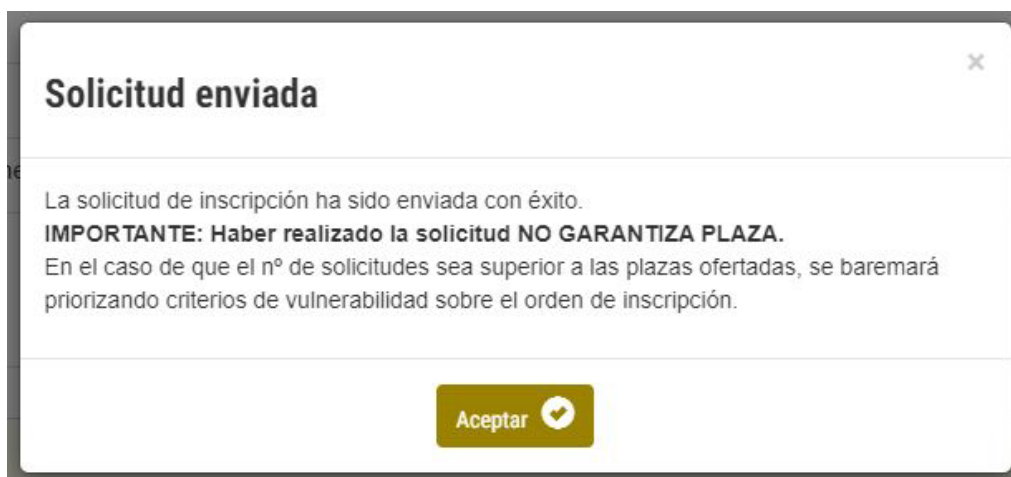 Solicitud enviada
La solicitud de inscripción ha sido enviada con éxito.
IMPORTANTE: Haber realizado la solicitud NO GARANTIZA PLAZA.
En el caso de que el nº de solicitudes sea superior a las plazas ofertadas, se baremará
priorizando criterios de vulnerabilidad sobre el orden de inscripción.
Aceptar